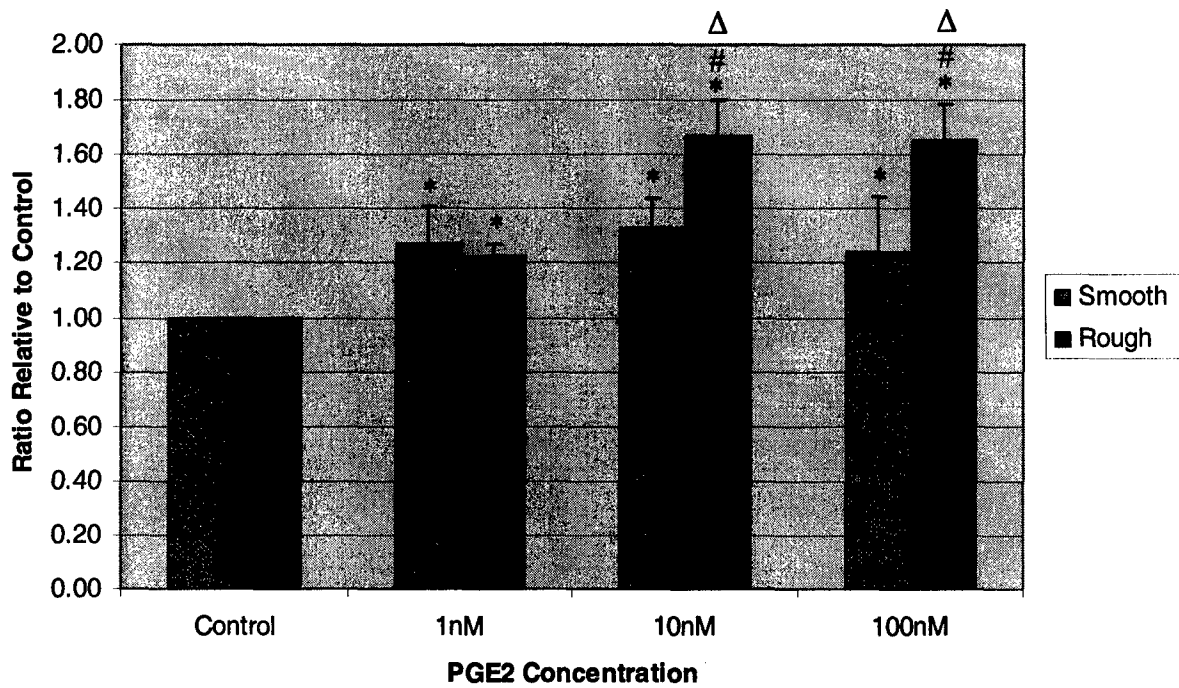 Δ Δ
2.00
# #
* *
1.80
1.60
* *
1.40
* *
1.20
1.00
0.80
0.60
0.40
0.20
0.00
Ratio Relative to Control
Smooth
Rough
Control 1nM 10nM 100nM
PGE2 Concentration